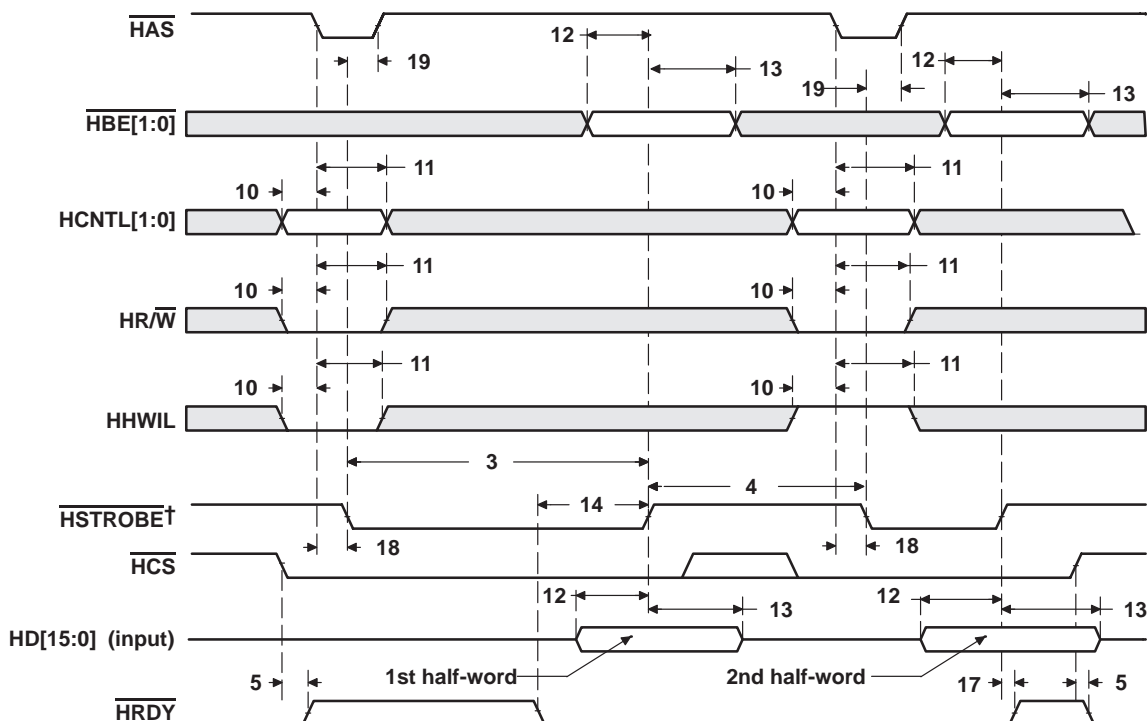 HAS
12
12
19
13
19
13
HBE[1:0]
11
11
10
10
HCNTL[1:0]
11
11
10
10
HR/W
11
11
10
10
HHWIL
3
4
14
HSTROBE†
18
18
HCS
12
13
12
13
HD[15:0] (input)
1st half-word
2nd half-word
5
17
5
HRDY